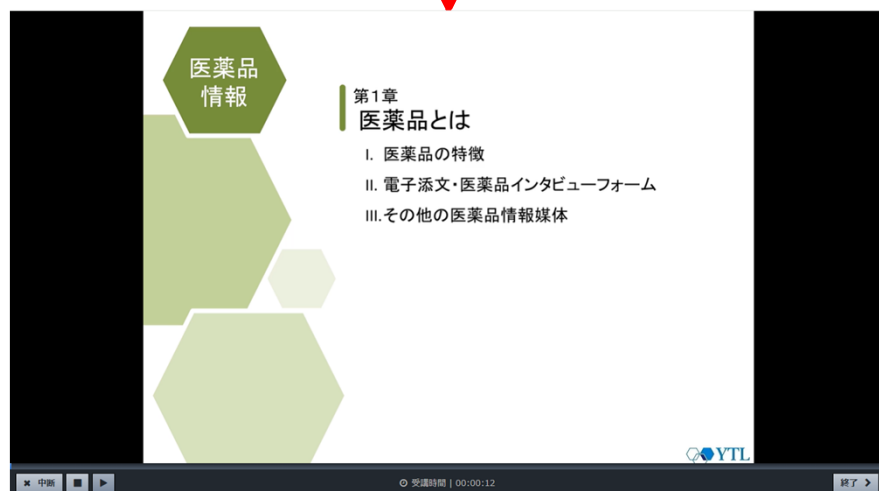 医薬品
情報
第1章
医薬品とは
I. 医薬品の特徴
II. 電子添文・医薬品インタビューフォーム
III.その他の医薬品情報媒体
YTL
中断
受講時間 | 00:00:12
終了